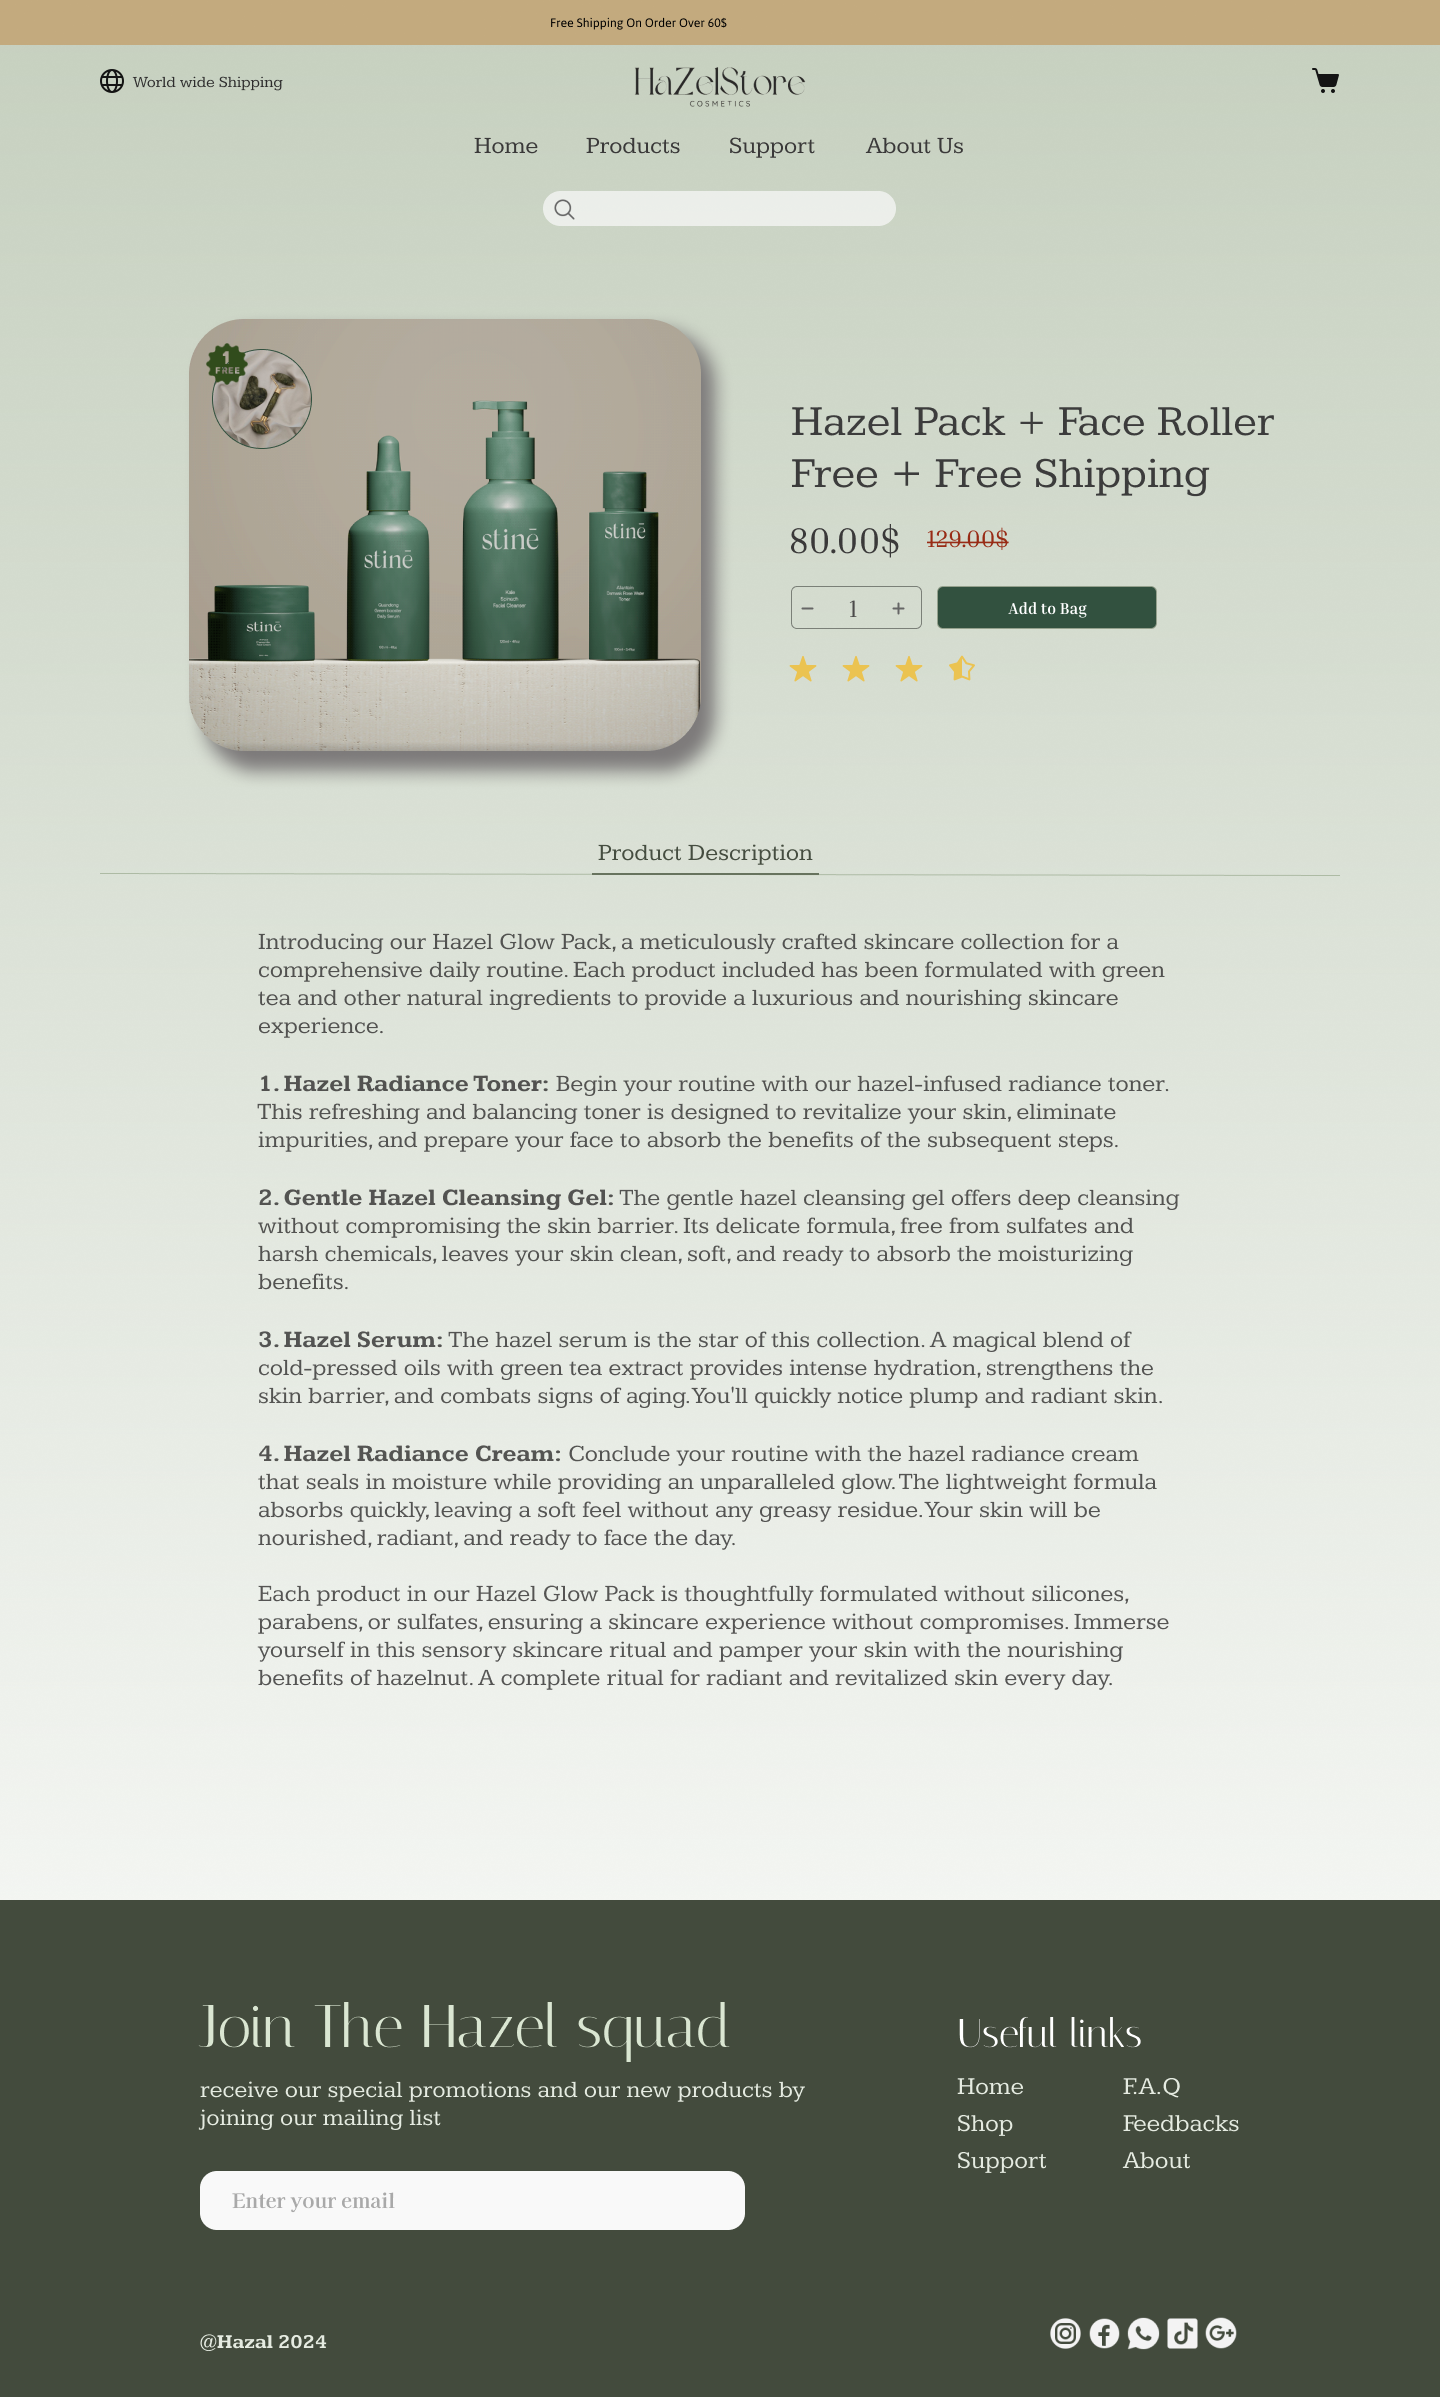 Free Shipping On Order Over 60$
World wide Shipping
HaZelStore
COSMETICS
Home Products Support About Us
1
FREE
stinē
stinē
stinē
stinē
Kale
Spinach
Facial Cleanser
Hazel Pack + Face Roller
Free + Free Shipping
80.00$ 129.00$
− 1 +
Add to Bag
Product Description
Introducing our Hazel Glow Pack, a meticulously crafted skincare collection for a
comprehensive daily routine. Each product included has been formulated with green
tea and other natural ingredients to provide a luxurious and nourishing skincare
experience.
1. Hazel Radiance Toner: Begin your routine with our hazel-infused radiance toner.
This refreshing and balancing toner is designed to revitalize your skin, eliminate
impurities, and prepare your face to absorb the benefits of the subsequent steps.
2. Gentle Hazel Cleansing Gel: The gentle hazel cleansing gel offers deep cleansing
without compromising the skin barrier. Its delicate formula, free from sulfates and
harsh chemicals, leaves your skin clean, soft, and ready to absorb the moisturizing
benefits.
3. Hazel Serum: The hazel serum is the star of this collection. A magical blend of
cold-pressed oils with green tea extract provides intense hydration, strengthens the
skin barrier, and combats signs of aging. You'll quickly notice plump and radiant skin.
4. Hazel Radiance Cream: Conclude your routine with the hazel radiance cream
that seals in moisture while providing an unparalleled glow. The lightweight formula
absorbs quickly, leaving a soft feel without any greasy residue. Your skin will be
nourished, radiant, and ready to face the day.
Each product in our Hazel Glow Pack is thoughtfully formulated without silicones,
parabens, or sulfates, ensuring a skincare experience without compromises. Immerse
yourself in this sensory skincare ritual and pamper your skin with the nourishing
benefits of hazelnut. A complete ritual for radiant and revitalized skin every day.
Join The Hazel squad
receive our special promotions and our new products by
joining our mailing list
Enter your email
Useful links
Home F.A.Q
Shop Feedbacks
Support About
@Hazal 2024